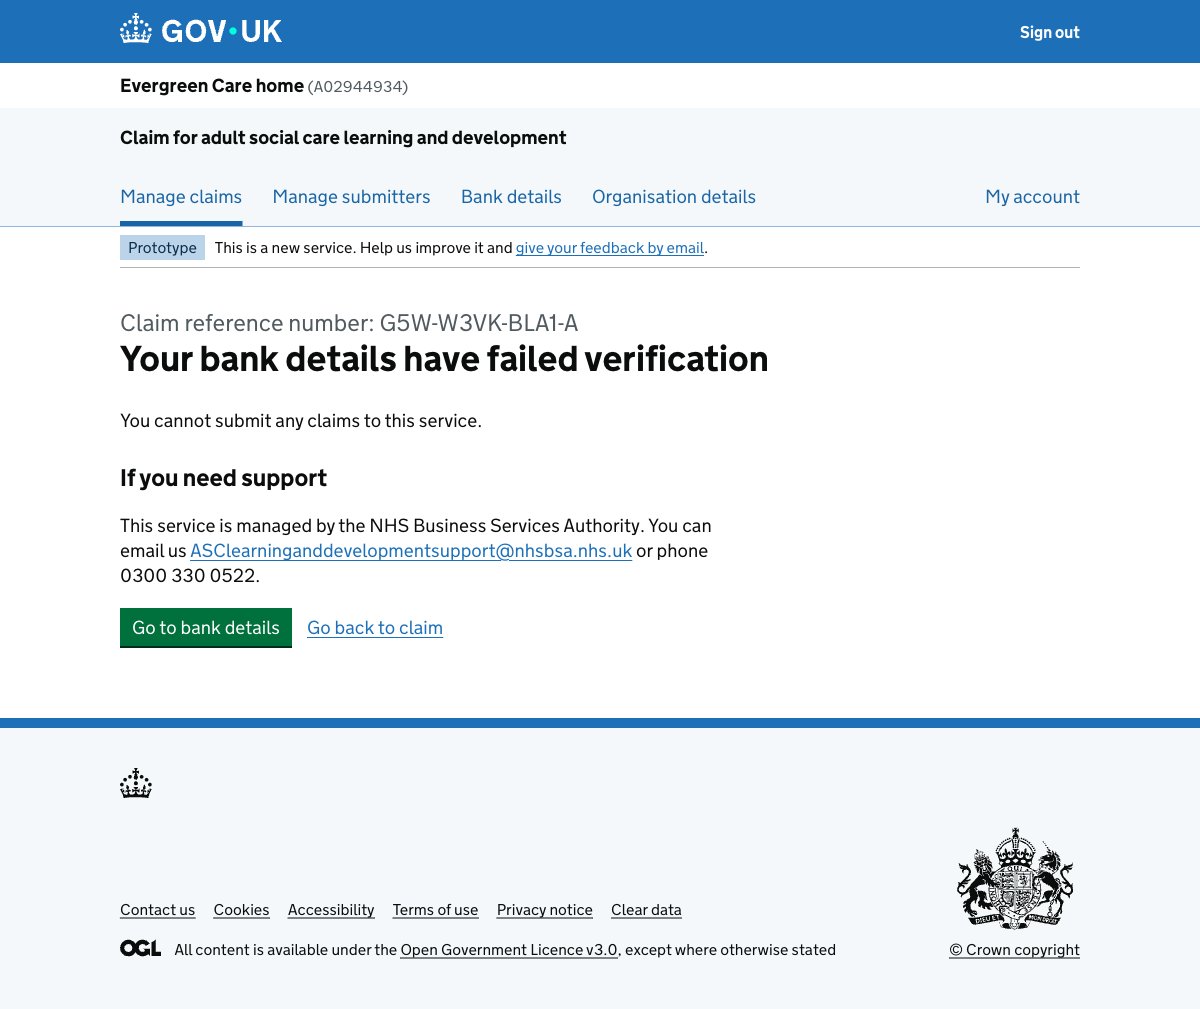 GOV·UK
Sign out
Evergreen Care home (A02944934)
Claim for adult social care learning and development
Manage claims Manage submitters Bank details Organisation details My account
Prototype This is a new service. Help us improve it and give your feedback by email.
Claim reference number: G5W-W3VK-BLA1-A
Your bank details have failed verification
You cannot submit any claims to this service.
If you need support
This service is managed by the NHS Business Services Authority. You can
email us ASClearninganddevelopmentsupport@nhsbsa.nhs.uk or phone
0300 330 0522.
Go to bank details Go back to claim
Contact us Cookies Accessibility Terms of use Privacy notice Clear data
OGL All content is available under the Open Government Licence v3.0, except where otherwise stated
DIEU ET MON DROIT
© Crown copyright